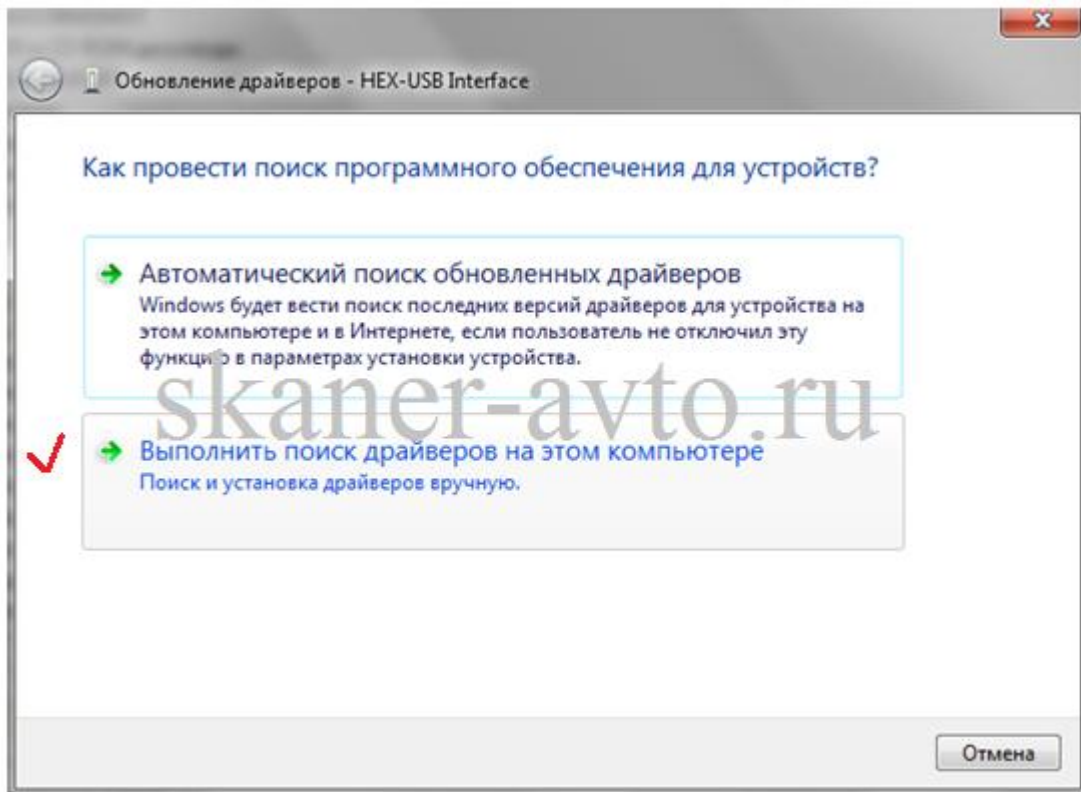 Обновление драйверов - HEX-USB Interface
Как провести поиск программного обеспечения для устройств?
Автоматический поиск обновленных драйверов
Windows будет вести поиск последних версий драйверов для устройства на
этом компьютере и в Интернете, если пользователь не отключил эту
функцию в параметрах установки устройства.
skaner-avto.ru
Выполнить поиск драйверов на этом компьютере
Поиск и установка драйверов вручную.
Отмена